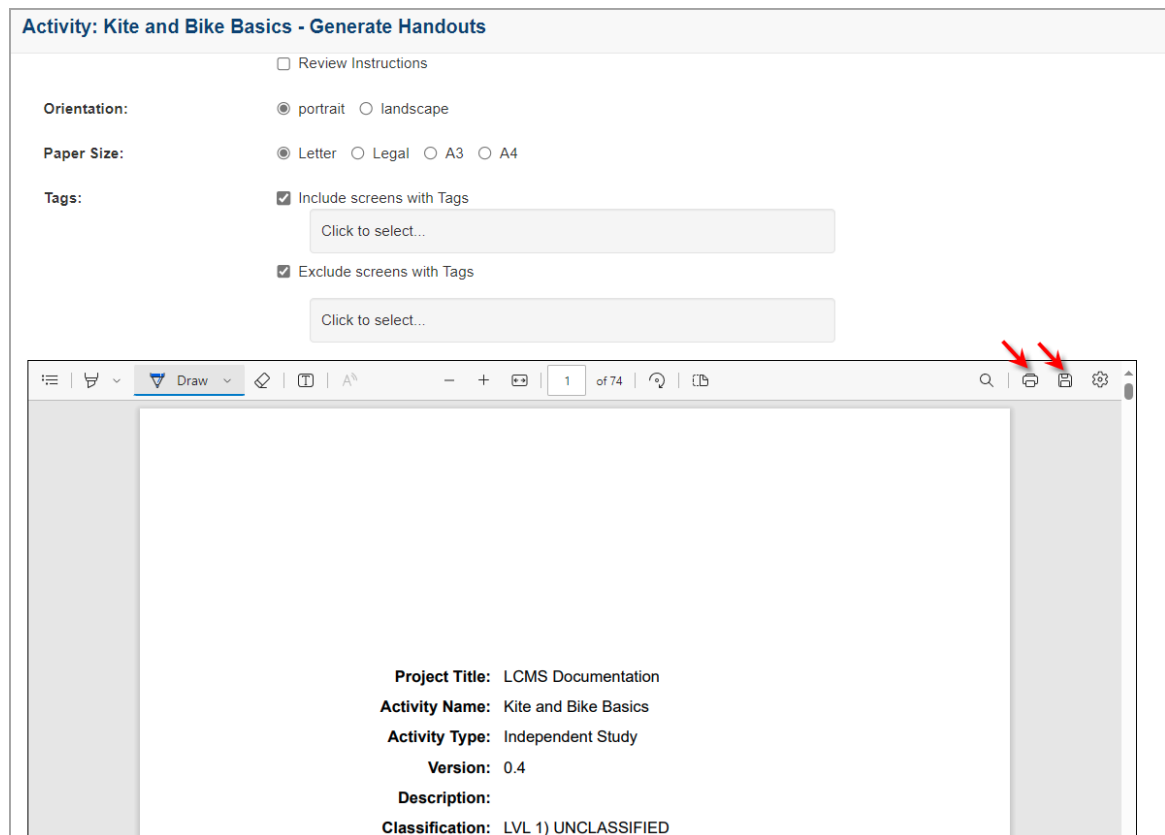 Activity: Kite and Bike Basics - Generate Handouts
Review Instructions
Orientation: portrait landscape
Paper Size: Letter Legal A3 A4
Tags: Include screens with Tags
Click to select...
Exclude screens with Tags
Click to select...
Draw 1 of 74
Project Title: LCMS Documentation
Activity Name: Kite and Bike Basics
Activity Type: Independent Study
Version: 0.4
Description:
Classification: LVL 1) UNCLASSIFIED